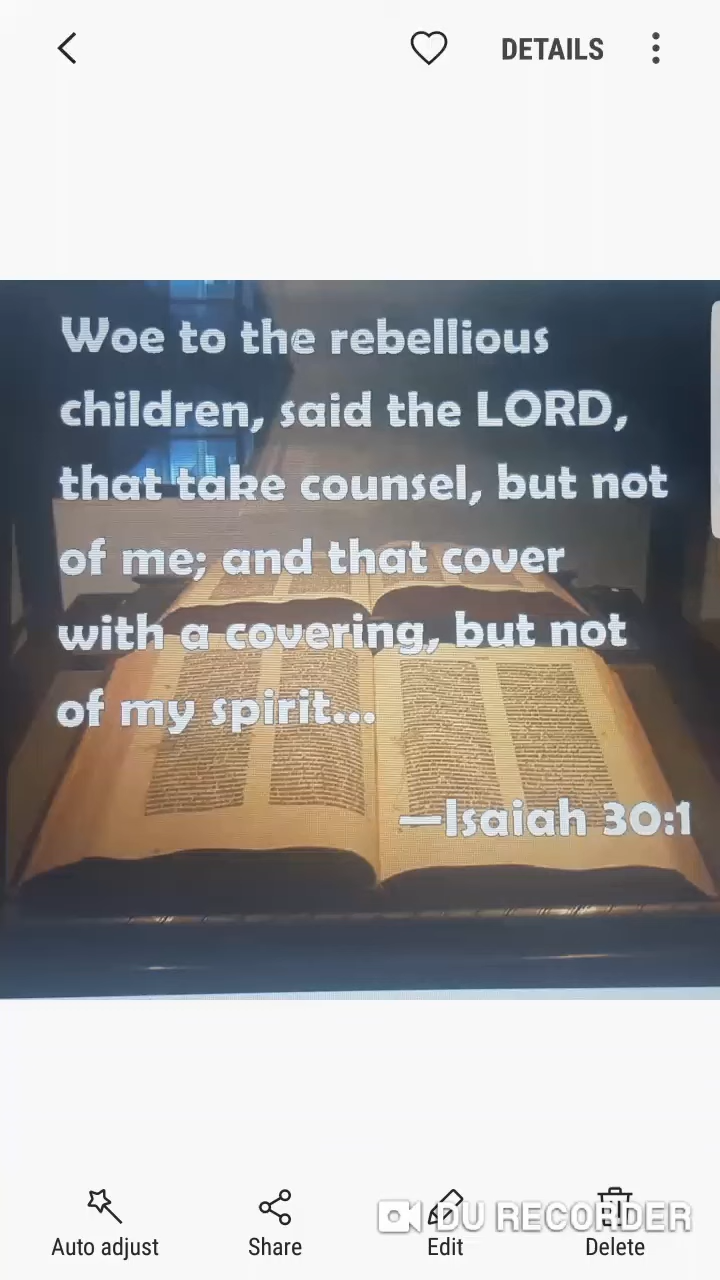 DETAILS
Woe to the rebellious
children, said the LORD,
that take counsel, but not
of me; and that cover
with a covering, but not
of my spirit...
—Isaiah 30:1
DU RECORDER
Auto adjust
Share
Edit
Delete